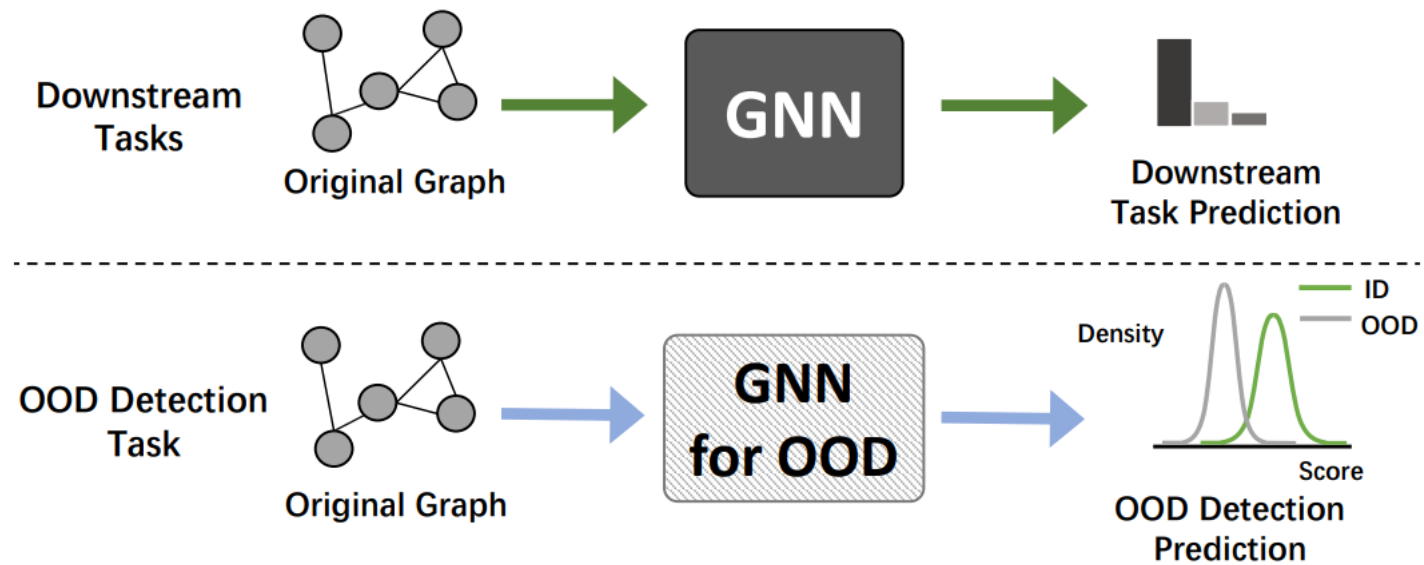 Downstream
Tasks
Original Graph
GNN
Downstream
Task Prediction
OOD Detection
Task
Original Graph
GNN
for OOD
Density
ID
OOD
Score
OOD Detection
Prediction